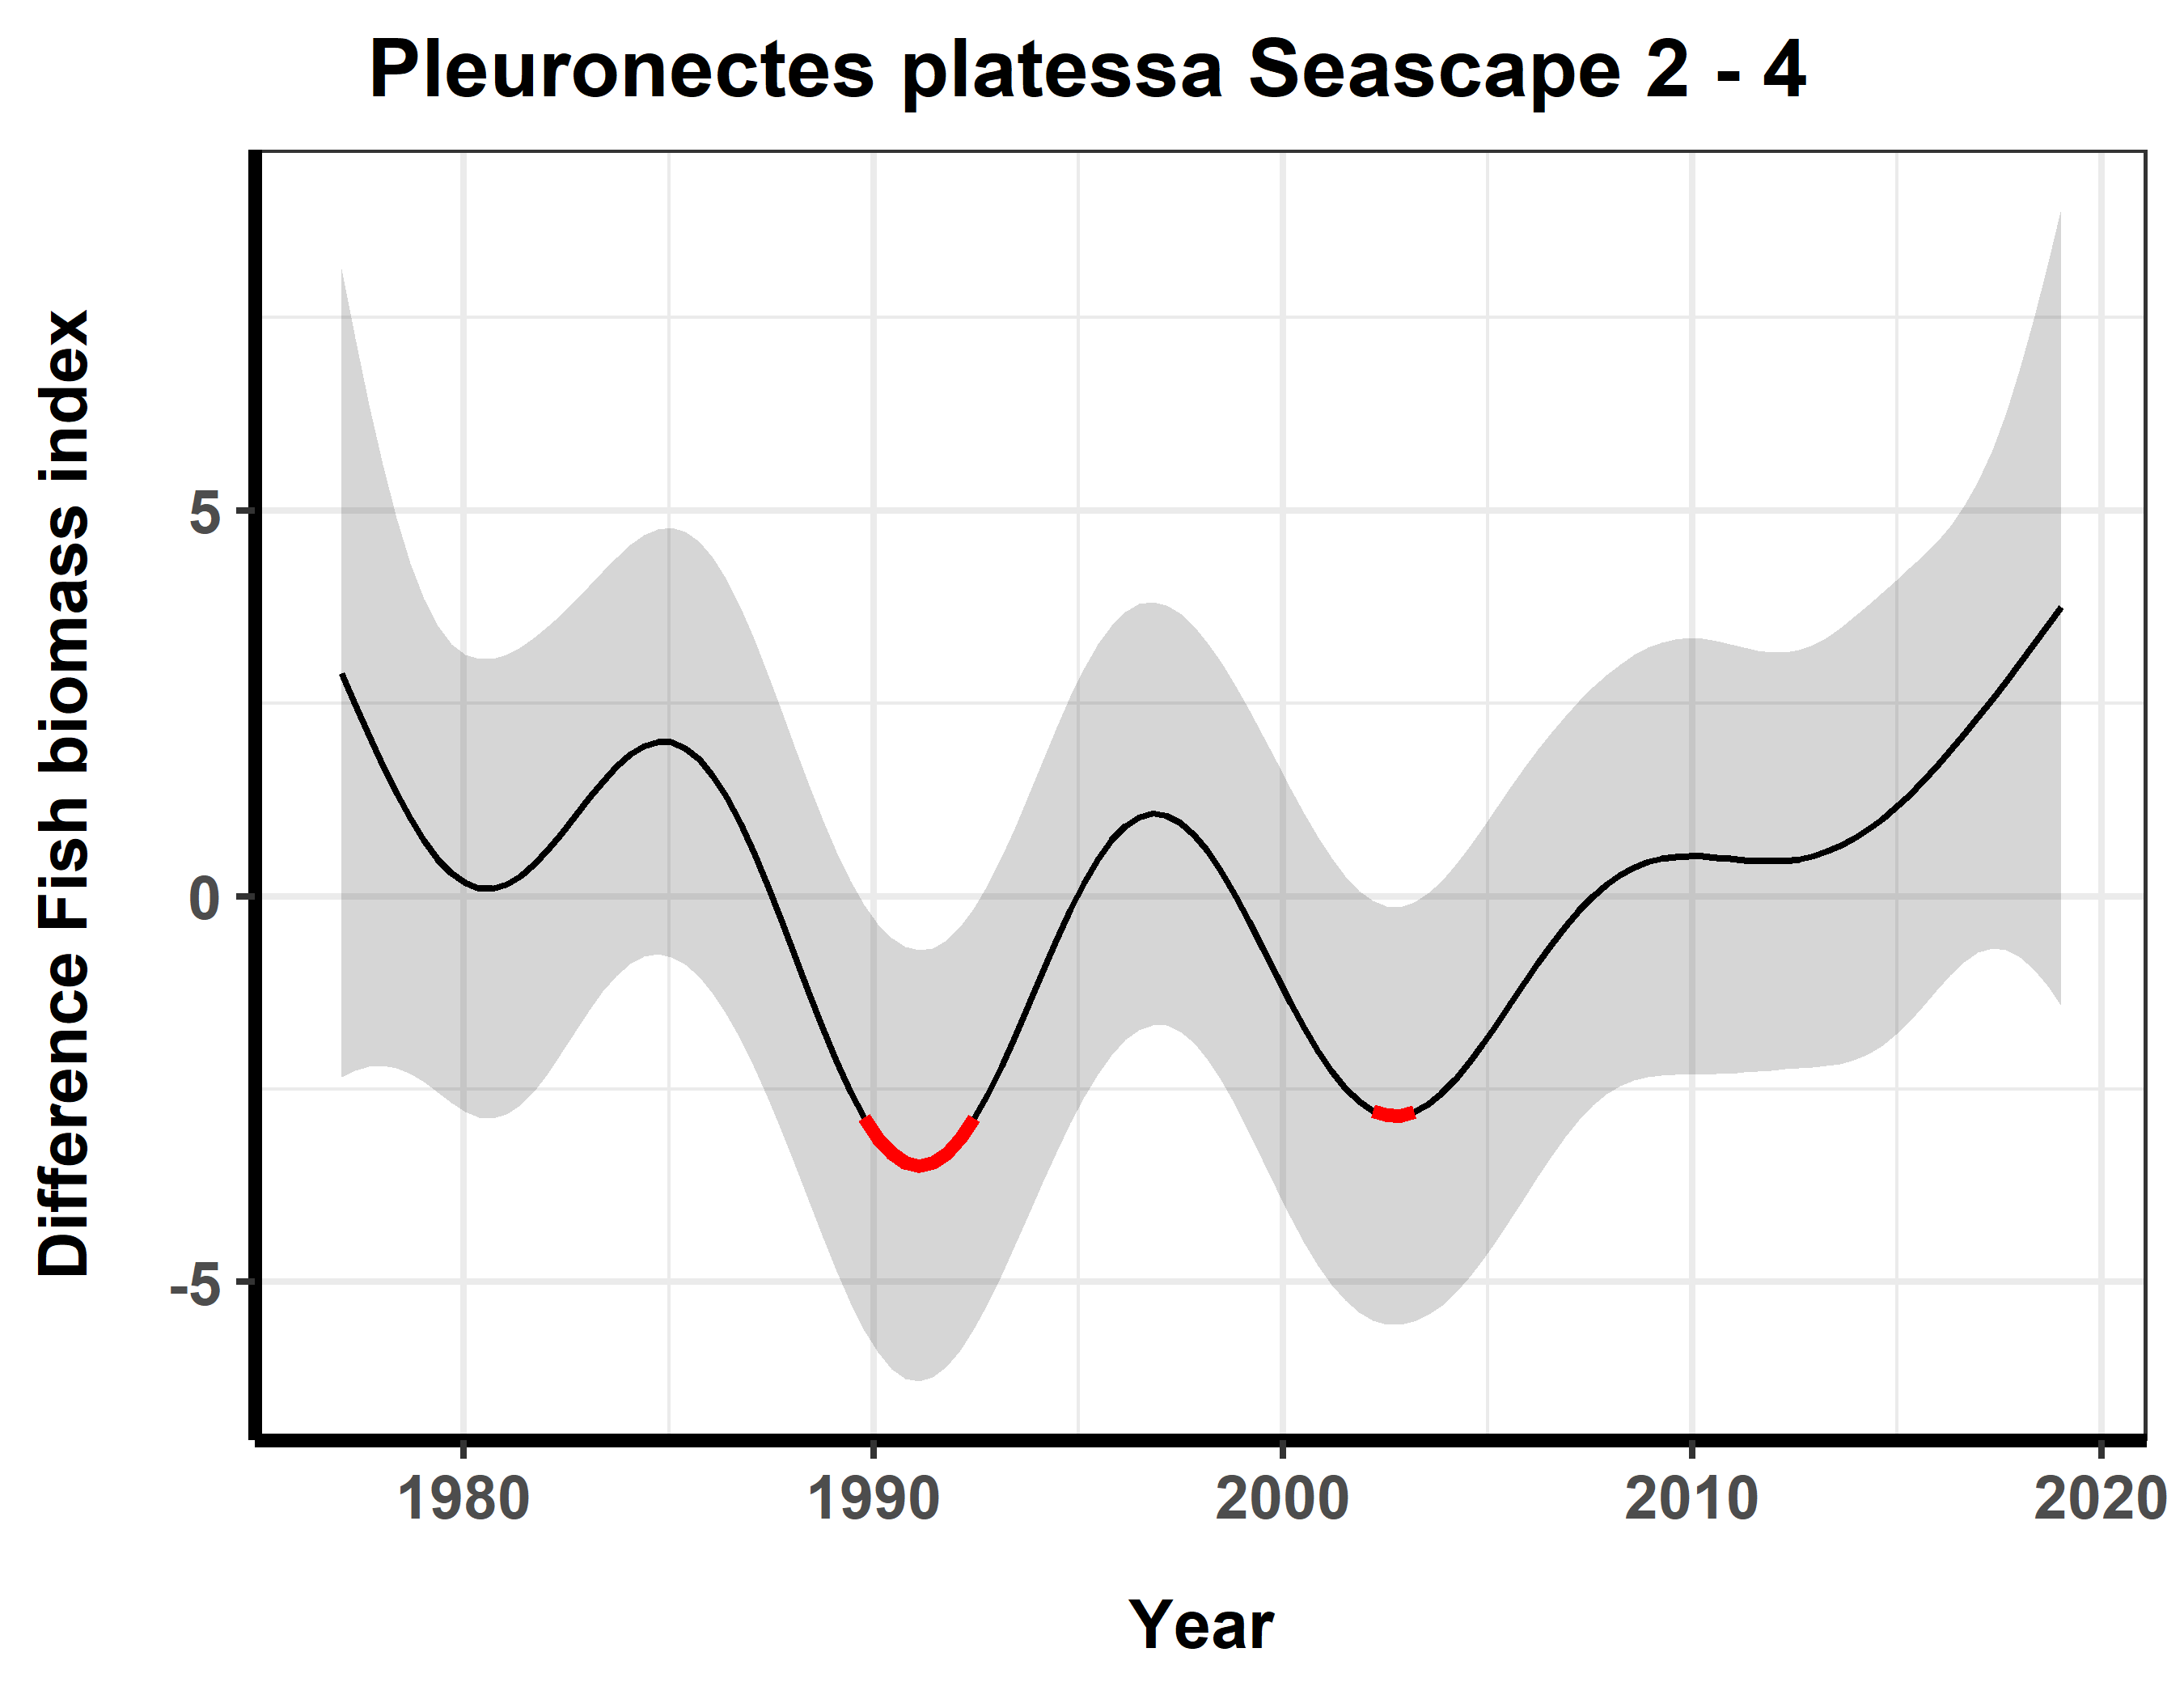 Pleuronectes platessa Seascape 2 - 4
Difference Fish biomass index
5
0
-5
1980 1990 2000 2010 2020
Year